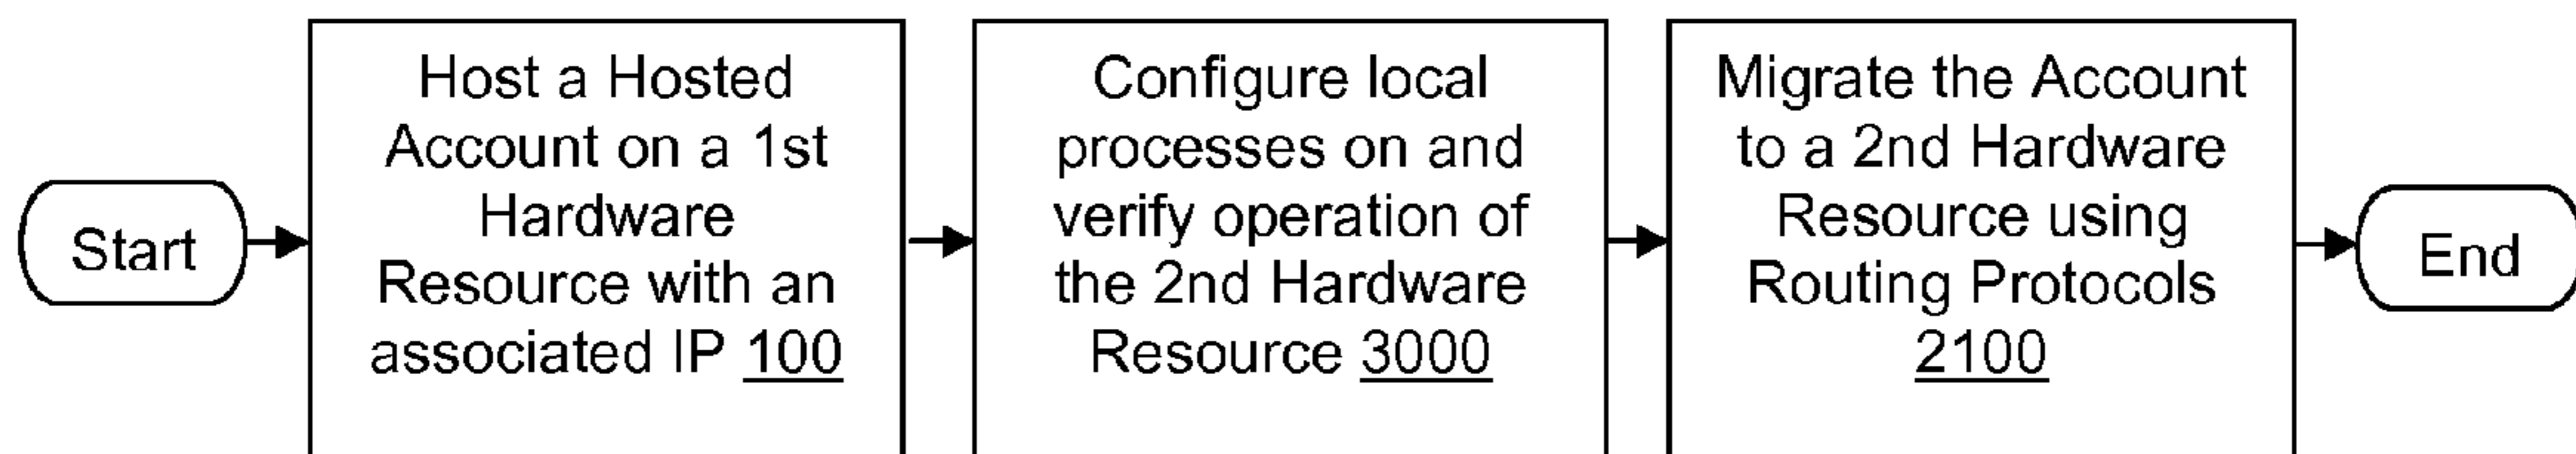 Start
Host a Hosted
Account on a 1st
Hardware
Resource with an
associated IP 100
Configure local
processes on and
verify operation of
the 2nd Hardware
Resource 3000
Migrate the Account
to a 2nd Hardware
Resource using
Routing Protocols
2100
End